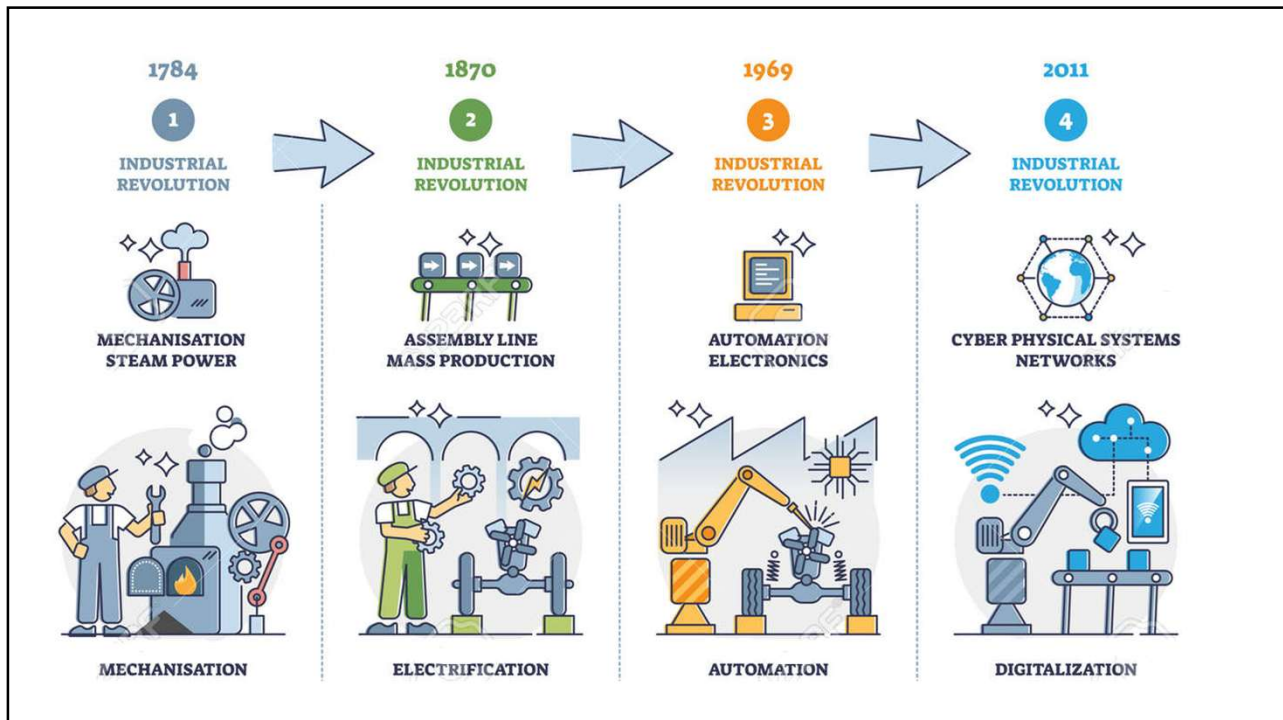 1784
1
INDUSTRIAL
REVOLUTION
MECHANISATION
STEAM POWER
MECHANISATION
1870
2
INDUSTRIAL
REVOLUTION
ASSEMBLY LINE
MASS PRODUCTION
ELECTRIFICATION
1969
3
INDUSTRIAL
REVOLUTION
AUTOMATION
ELECTRONICS
AUTOMATION
2011
4
INDUSTRIAL
REVOLUTION
CYBER PHYSICAL SYSTEMS
NETWORKS
DIGITALIZATION